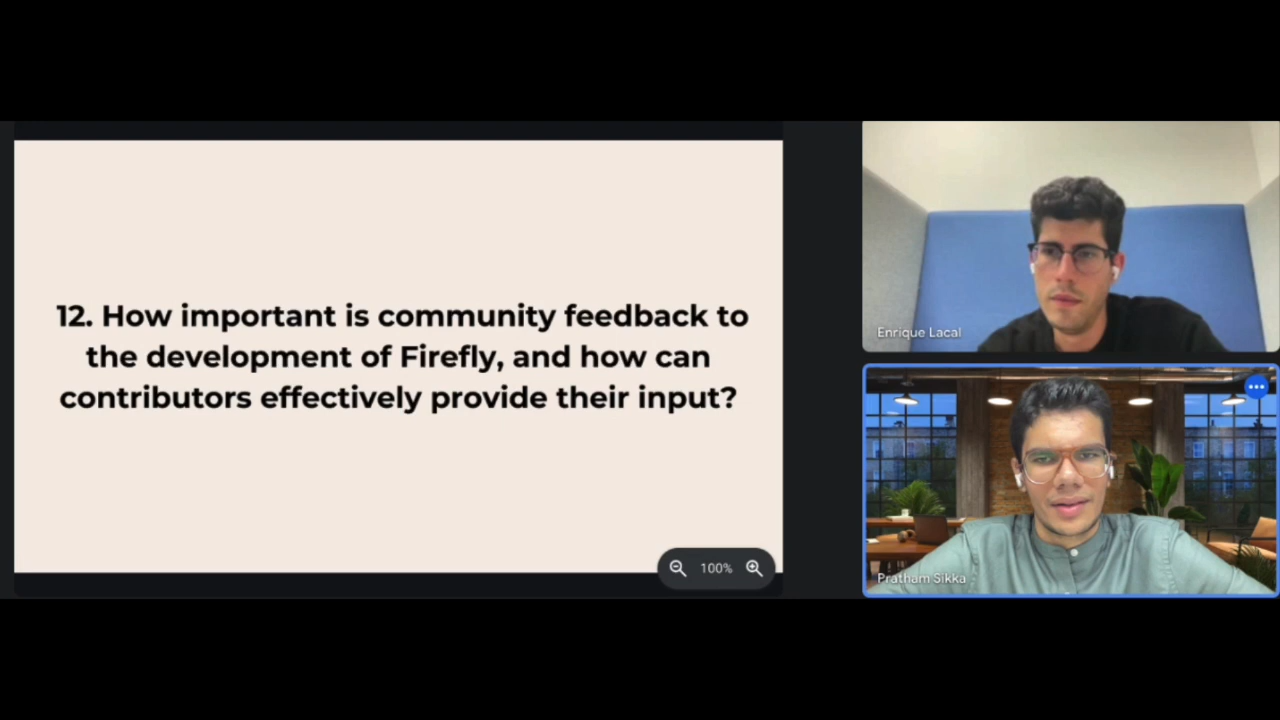 12. How important is community feedback to
the development of Firefly, and how can
contributors effectively provide their input?
100%
Enrique Lacal
Pratham Sikka